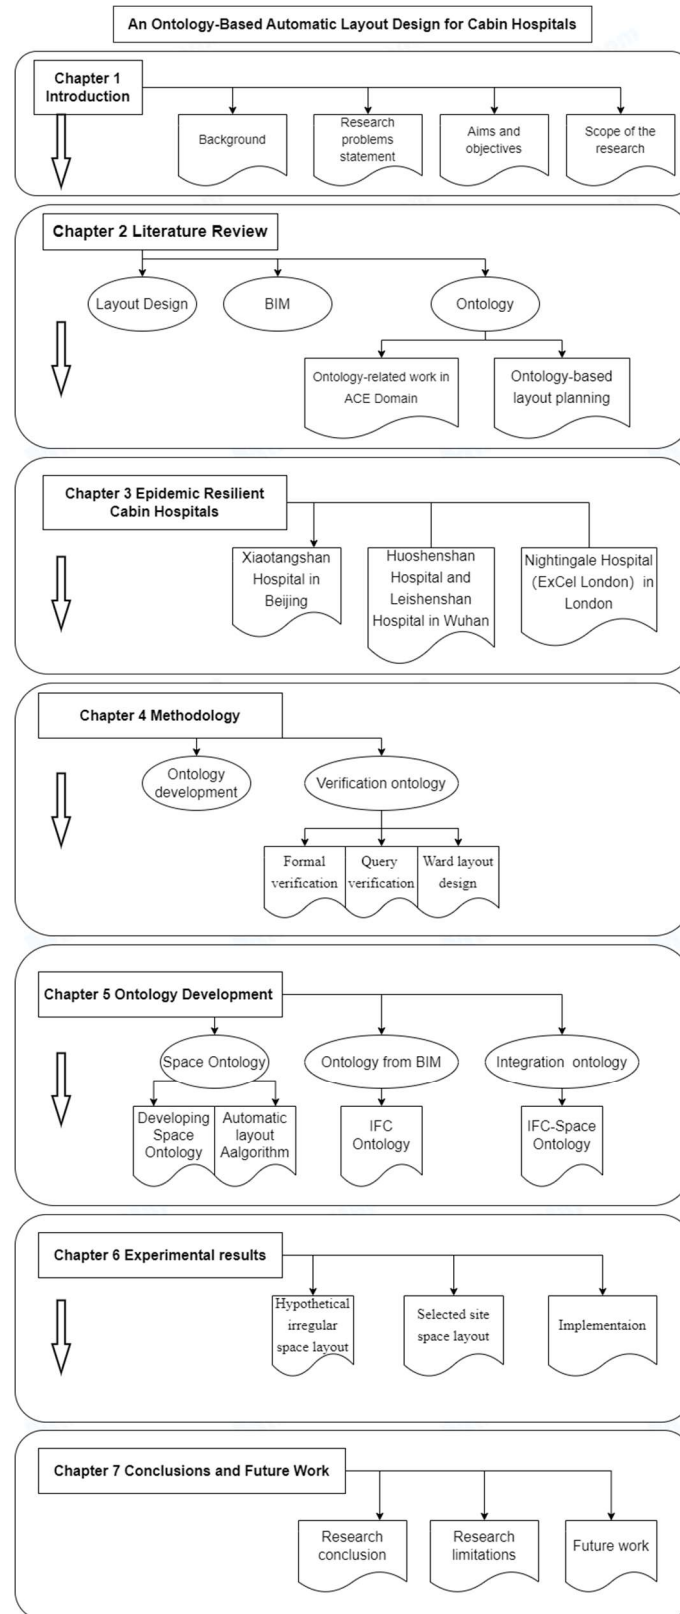 An Ontology-Based Automatic Layout Design for Cabin Hospitals
Chapter 1
Introduction
Background
Research
problems
statement
Aims and
objectives
Scope of the
research
Chapter 2 Literature Review
Layout Design
BIM
Ontology
Ontology-related work in
ACE Domain
Ontology-based
layout planning
Chapter 3 Epidemic Resilient
Cabin Hospitals
Xiaotangshan
Hospital in
Beijing
Huoshenshan
Hospital and
Leishenshan
Hospital in Wuhan
Nightingale Hospital
(ExCel London) in
London
Chapter 4 Methodology
Ontology
development
Verification ontology
Formal
verification
Query
verification
Ward layout
design
Chapter 5 Ontology Development
Space Ontology
Ontology from BIM
Integration ontology
Developing
Space
Ontology
Automatic
layout
Aalgorithm
IFC
Ontology
IFC-Space
Ontology
Chapter 6 Experimental results
Hypothetical
irregular
space layout
Selected site
space layout
Implementaion
Chapter 7 Conclusions and Future Work
Research
conclusion
Research
limitations
Future work